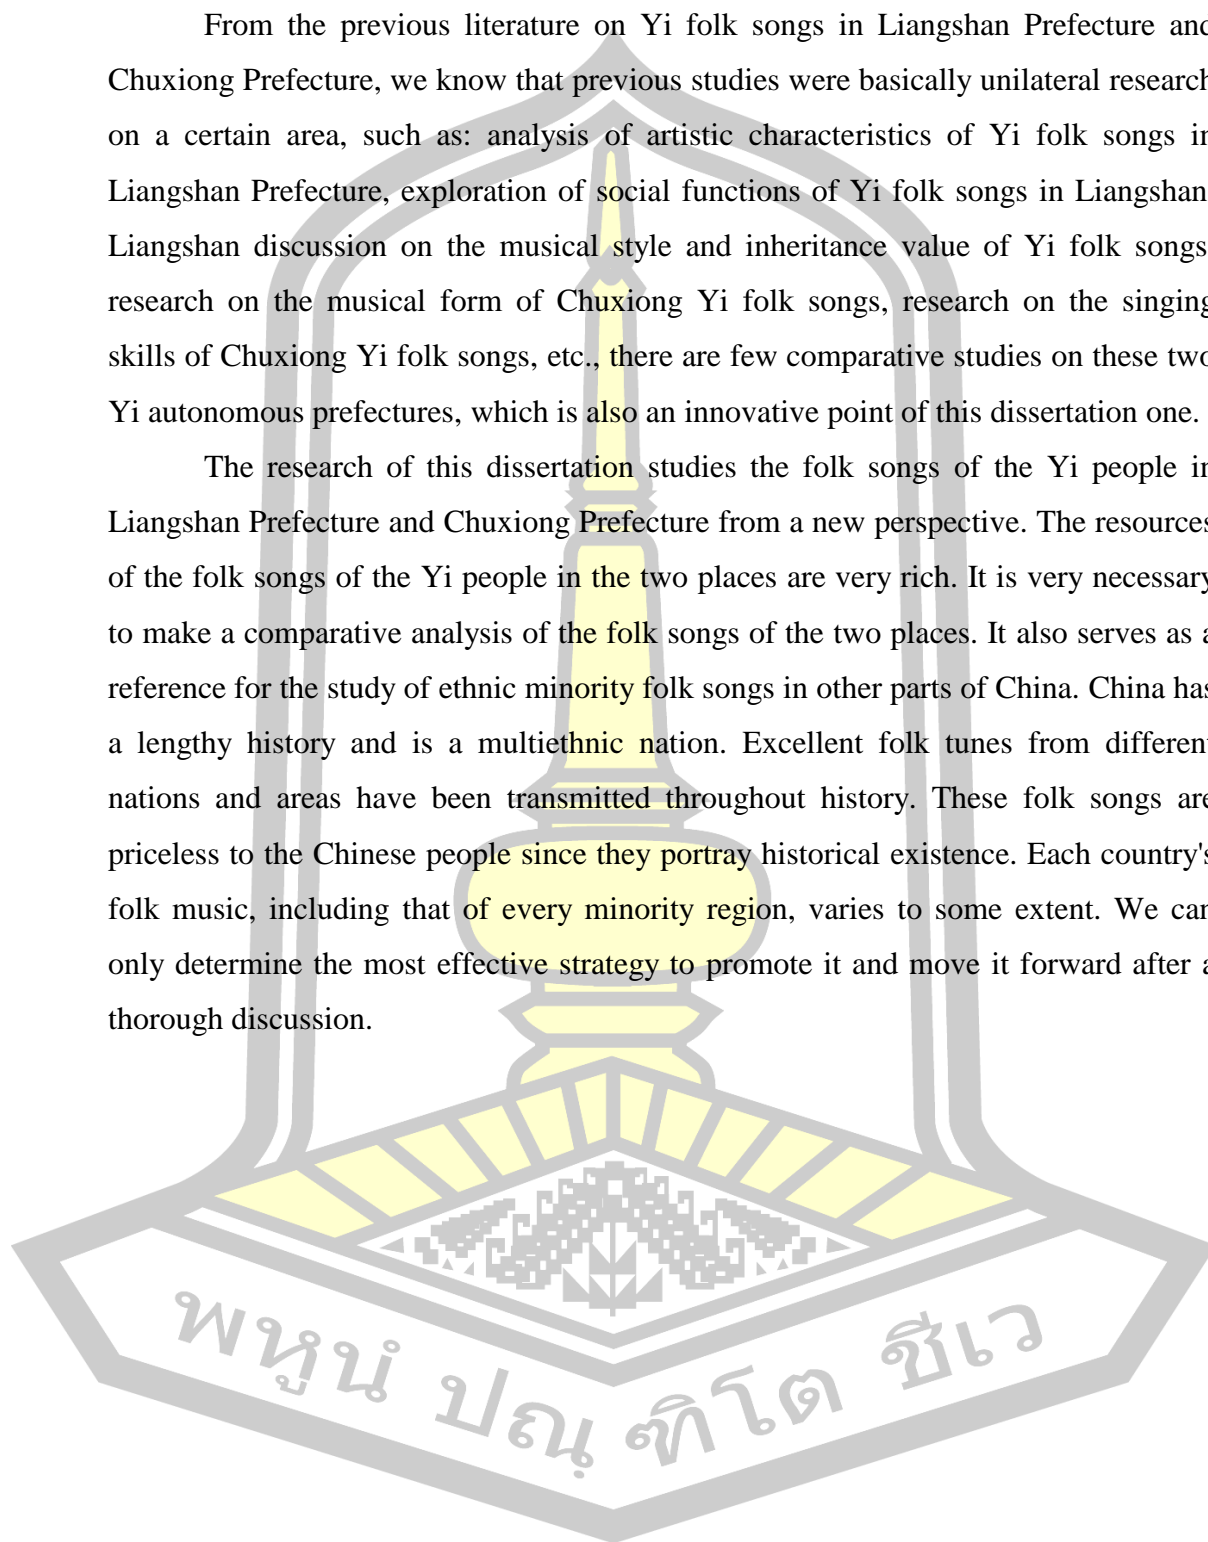 From the previous literature on Yi folk songs in Liangshan Prefecture and
Chuxiong Prefecture, we know that previous studies were basically unilateral research
on a certain area, such as: analysis of artistic characteristics of Yi folk songs in
Liangshan Prefecture, exploration of social functions of Yi folk songs in Liangshan
Liangshan discussion on the musical style and inheritance value of Yi folk songs
research on the musical form of Chuxiong Yi folk songs, research on the singing
skills of Chuxiong Yi folk songs, etc., there are few comparative studies on these two
Yi autonomous prefectures, which is also an innovative point of this dissertation one.
The research of this dissertation studies the folk songs of the Yi people in
Liangshan Prefecture and Chuxiong Prefecture from a new perspective. The resources
of the folk songs of the Yi people in the two places are very rich. It is very necessary
to make a comparative analysis of the folk songs of the two places. It also serves as a
reference for the study of ethnic minority folk songs in other parts of China. China has
a lengthy history and is a multiethnic nation. Excellent folk tunes from different
nations and areas have been transmitted throughout history. These folk songs are
priceless to the Chinese people since they portray historical existence. Each country's
folk music, including that of every minority region, varies to some extent. We can
only determine the most effective strategy to promote it and move it forward after a
thorough discussion.
พหูนํ ปณฺฑิโต ชีเว